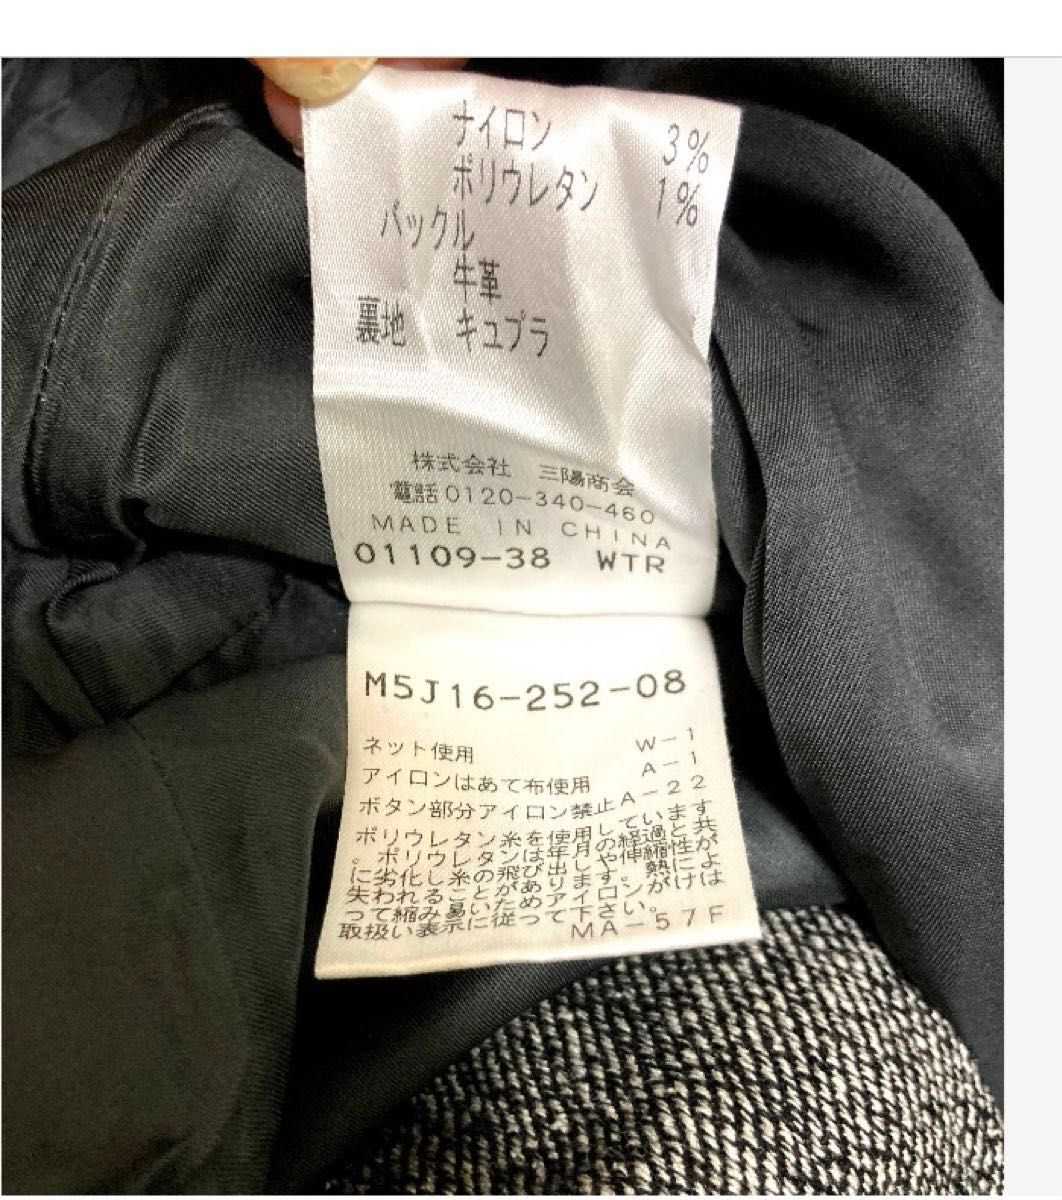 ナイロン 3%
ポリウレタン 1%
バックル
牛革
裏地 キュプラ
株式会社 三陽商会
電話0120-340-460
MADE IN CHINA
01109-38 WTR
M5J16-252-08
ネット使用 W-1
アイロンはあて布使用 A-1
ボタン部分アイロン禁止A-22
ポリウレタン糸を使用しています
。ポリウレタンは年月の経過と共
に劣化し糸の飛び出しや伸縮性が
失われることがあります。熱によ
って縮み易いためアイロンがけは
取扱い表示に従って下さい。
MA-57F